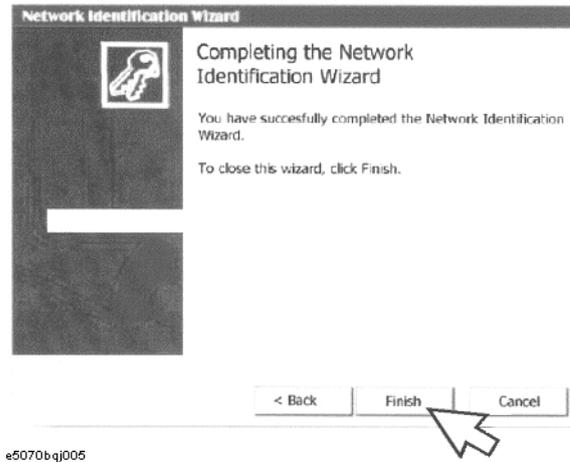 Network Identification Wizard
Completing the Network
Identification Wizard
You have succesfully completed the Network Identification
Wizard.
To close this wizard, click Finish.
< Back
Finish
Cancel
e5070bqj005